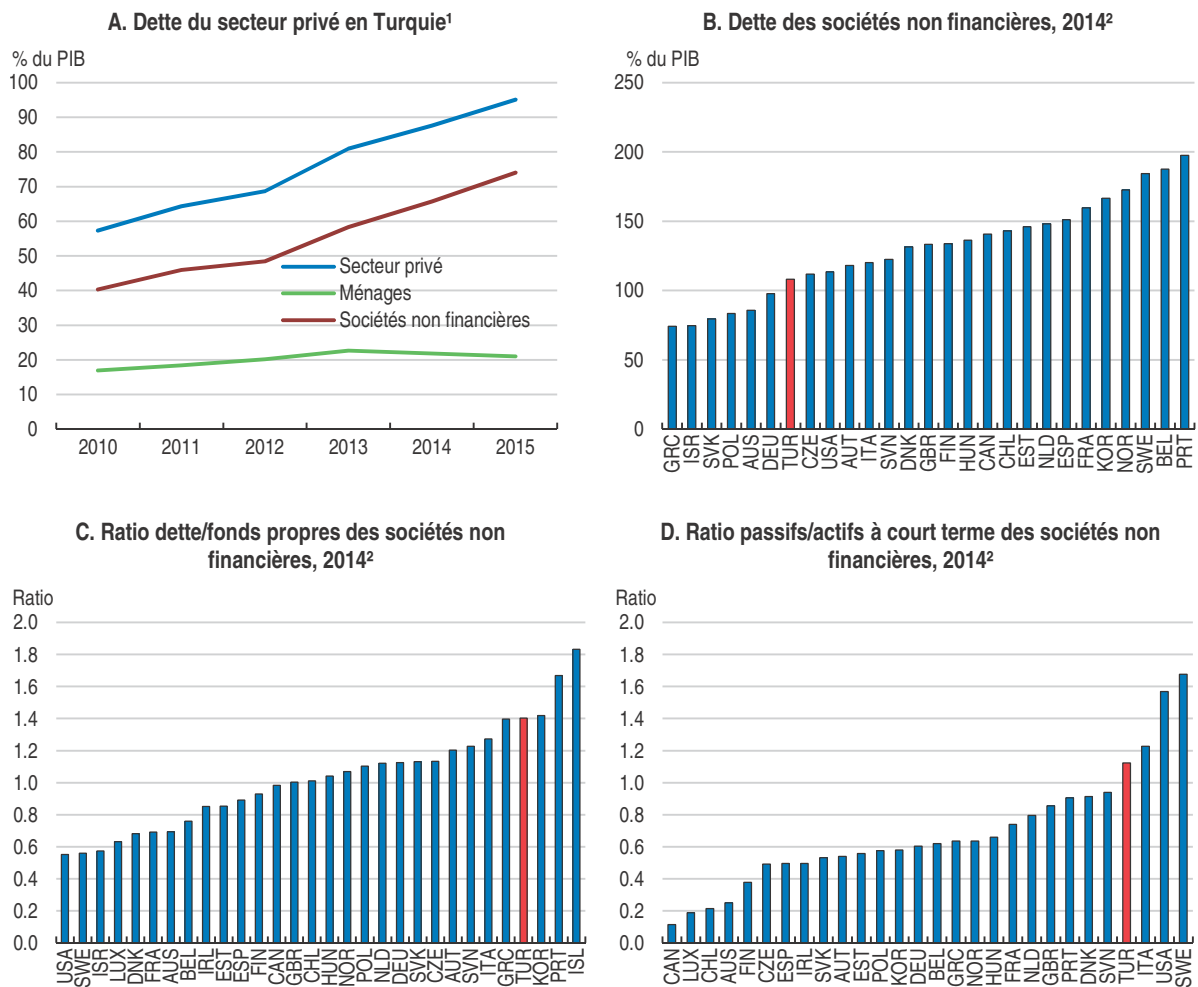 A. Dette du secteur privé en Turquie¹
% du PIB
100
90
80
70
60
50
40
30
20
10
0
Secteur privé
Ménages
Sociétés non financières
2010 2011 2012 2013 2014 2015
B. Dette des sociétés non financières, 2014²
% du PIB
250
200
150
100
50
0
GRC ISR SVK POL AUS DEU TUR CZE USA AUT ITA SVN DNK GBR FIN HUN CAN CHL EST NLD ESP FRA KOR NOR SWE BEL PRT
C. Ratio dette/fonds propres des sociétés non
financières, 2014²
Ratio
2.0
1.8
1.6
1.4
1.2
1.0
0.8
0.6
0.4
0.2
0.0
USA SWE ISR LUX DNK FRA AUS BEL IRL EST ESP FIN CAN GBR CHL HUN NOR POL NLD DEU SVK CZE AUT SVN ITA GRC TUR KOR PRT ISL
D. Ratio passifs/actifs à court terme des sociétés non
financières, 2014²
Ratio
2.0
1.8
1.6
1.4
1.2
1.0
0.8
0.6
0.4
0.2
0.0
CAN LUX CHL AUS FIN CZE ESP IRL SVK AUT EST POL KOR DEU BEL GRC NOR HUN FRA NLD GBR PRT DNK SVN TUR ITA USA SWE